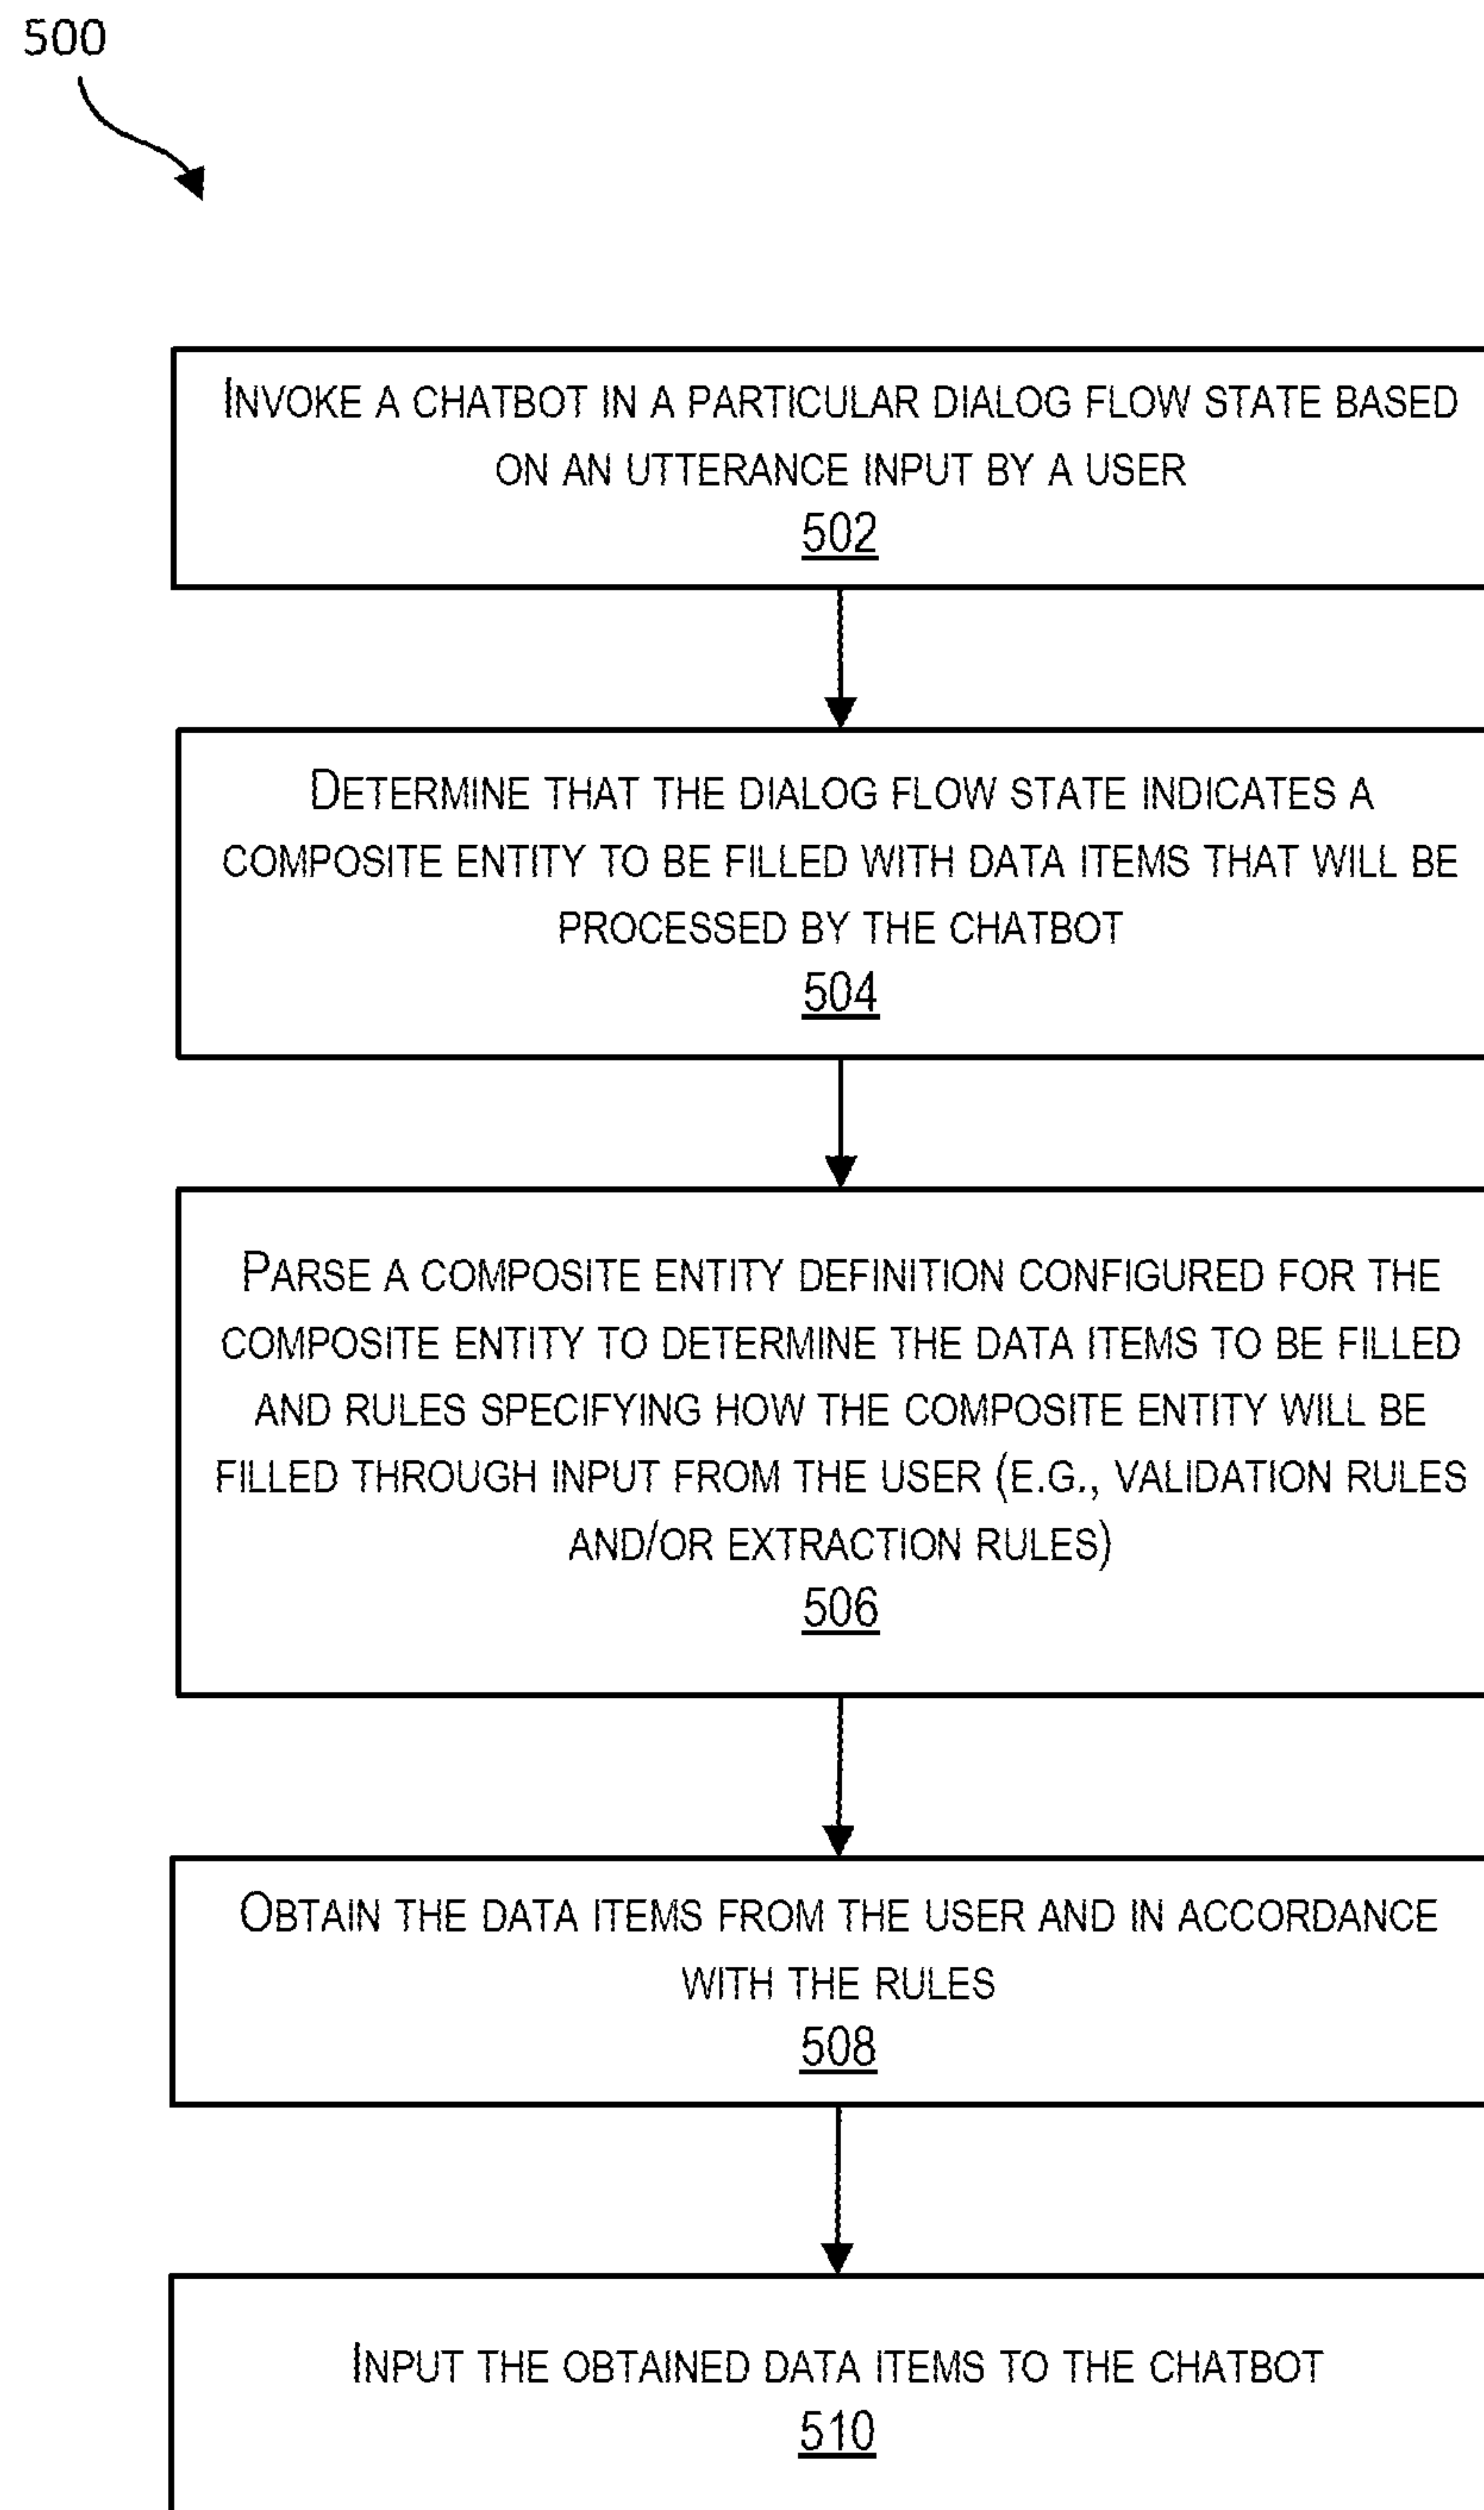 500
INVOKE A CHATBOT IN A PARTICULAR DIALOG FLOW STATE BASED
ON AN UTTERANCE INPUT BY A USER
502
DETERMINE THAT THE DIALOG FLOW STATE INDICATES A
COMPOSITE ENTITY TO BE FILLED WITH DATA ITEMS THAT WILL BE
PROCESSED BY THE CHATBOT
504
PARSE A COMPOSITE ENTITY DEFINITION CONFIGURED FOR THE
COMPOSITE ENTITY TO DETERMINE THE DATA ITEMS TO BE FILLED
AND RULES SPECIFYING HOW THE COMPOSITE ENTITY WILL BE
FILLED THROUGH INPUT FROM THE USER (E.G., VALIDATION RULES
AND/OR EXTRACTION RULES)
506
OBTAIN THE DATA ITEMS FROM THE USER AND IN ACCORDANCE
WITH THE RULES
508
INPUT THE OBTAINED DATA ITEMS TO THE CHATBOT
510